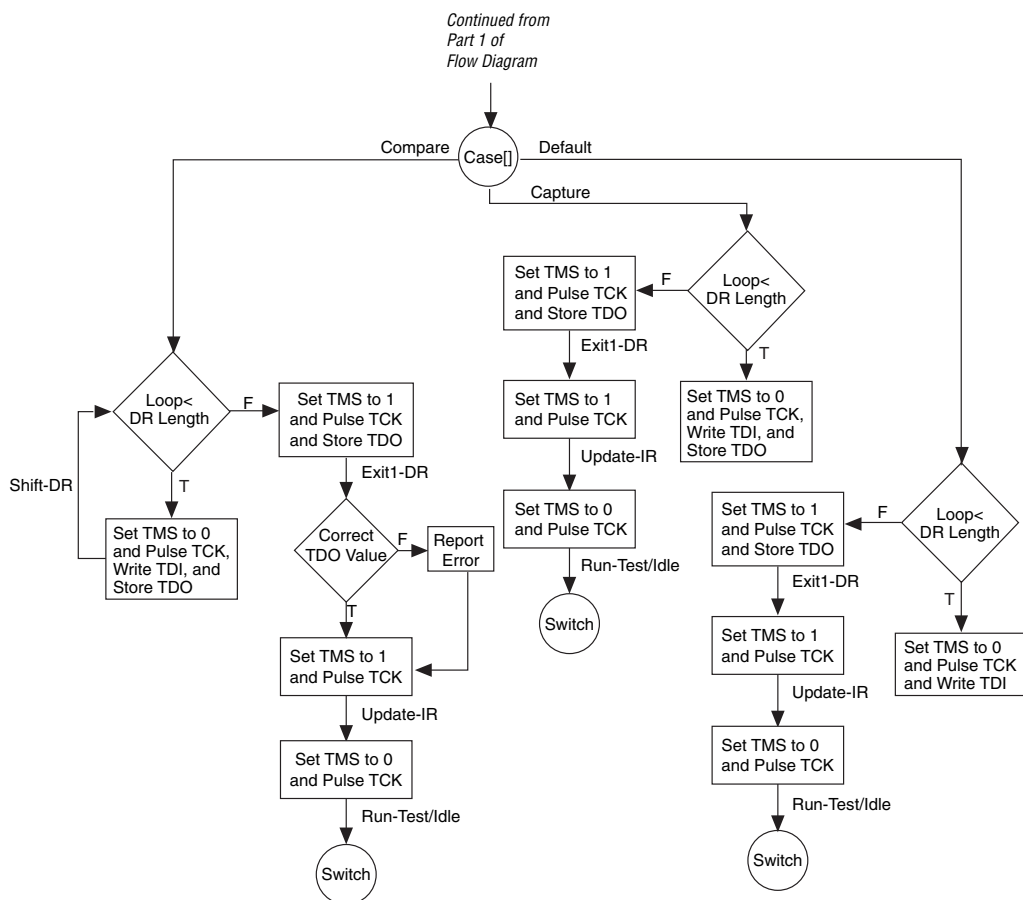 Continued from
Part 1 of
Flow Diagram
Case[]
Compare
Default
Capture
Loop<
DR Length
F
T
Shift-DR
Set TMS to 0
and Pulse TCK,
Write TDI, and
Store TDO
Set TMS to 1
and Pulse TCK
and Store TDO
Exit1-DR
Correct
TDO Value
F
Report
Error
T
Set TMS to 1
and Pulse TCK
Update-IR
Set TMS to 0
and Pulse TCK
Run-Test/Idle
Switch
Loop<
DR Length
F
T
Set TMS to 1
and Pulse TCK
and Store TDO
Exit1-DR
Set TMS to 0
and Pulse TCK,
Write TDI, and
Store TDO
Set TMS to 1
and Pulse TCK
Update-IR
Set TMS to 0
and Pulse TCK
Run-Test/Idle
Switch
Loop<
DR Length
F
T
Set TMS to 1
and Pulse TCK
and Store TDO
Exit1-DR
Set TMS to 0
and Pulse TCK
and Write TDI
Set TMS to 1
and Pulse TCK
Update-IR
Set TMS to 0
and Pulse TCK
Run-Test/Idle
Switch